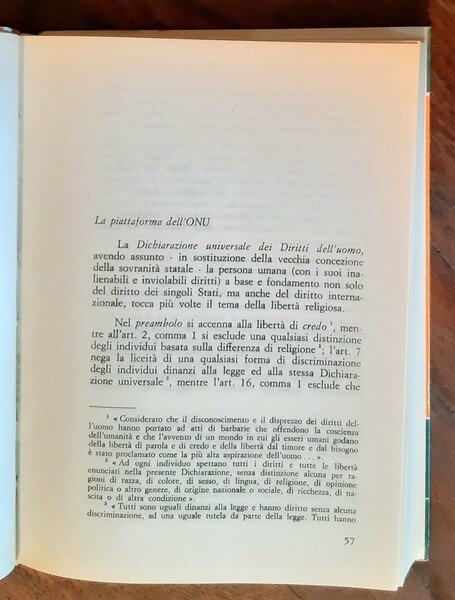 La piattaforma dell'ONU
La Dichiarazione universale dei Diritti dell'uomo,
avendo assunto - in sostituzione della vecchia concezione
della sovranità statale - la persona umana (con i suoi ina-
lienabili e inviolabili diritti) a base e fondamento non solo
del diritto dei singoli Stati, ma anche del diritto interna-
zionale, tocca più volte il tema della libertà religiosa.
Nel preambolo si accenna alla libertà di credo ¹, men-
tre all'art. 2, comma 1 si esclude una qualsiasi distinzione
degli individui basata sulla differenza di religione ²; l'art. 7
nega la liceità di una qualsiasi forma di discriminazione
degli individui dinanzi alla legge ed alla stessa Dichiara-
zione universale ³, mentre l'art. 16, comma 1 esclude che
¹ « Considerato che il disconoscimento e il disprezzo dei diritti del-
l'uomo hanno portato ad atti di barbarie che offendono la coscienza
dell'umanità e che l'avvento di un mondo in cui gli esseri umani godano
della libertà di parola e di credo e della libertà dal timore e dal bisogno
è stato proclamato come la più alta aspirazione dell'uomo . . . ».
² « Ad ogni individuo spettano tutti i diritti e tutte le libertà
enunciati nella presente Dichiarazione, senza distinzione alcuna per ra-
gioni di razza, di colore, di sesso, di lingua, di religione, di opinione
politica o altro genere, di origine nazionale o sociale, di ricchezza, di na-
scita o di altra condizione ».
³ « Tutti sono uguali dinanzi alla legge e hanno diritto senza alcuna
discriminazione, ad una uguale tutela da parte della legge. Tutti hanno
57